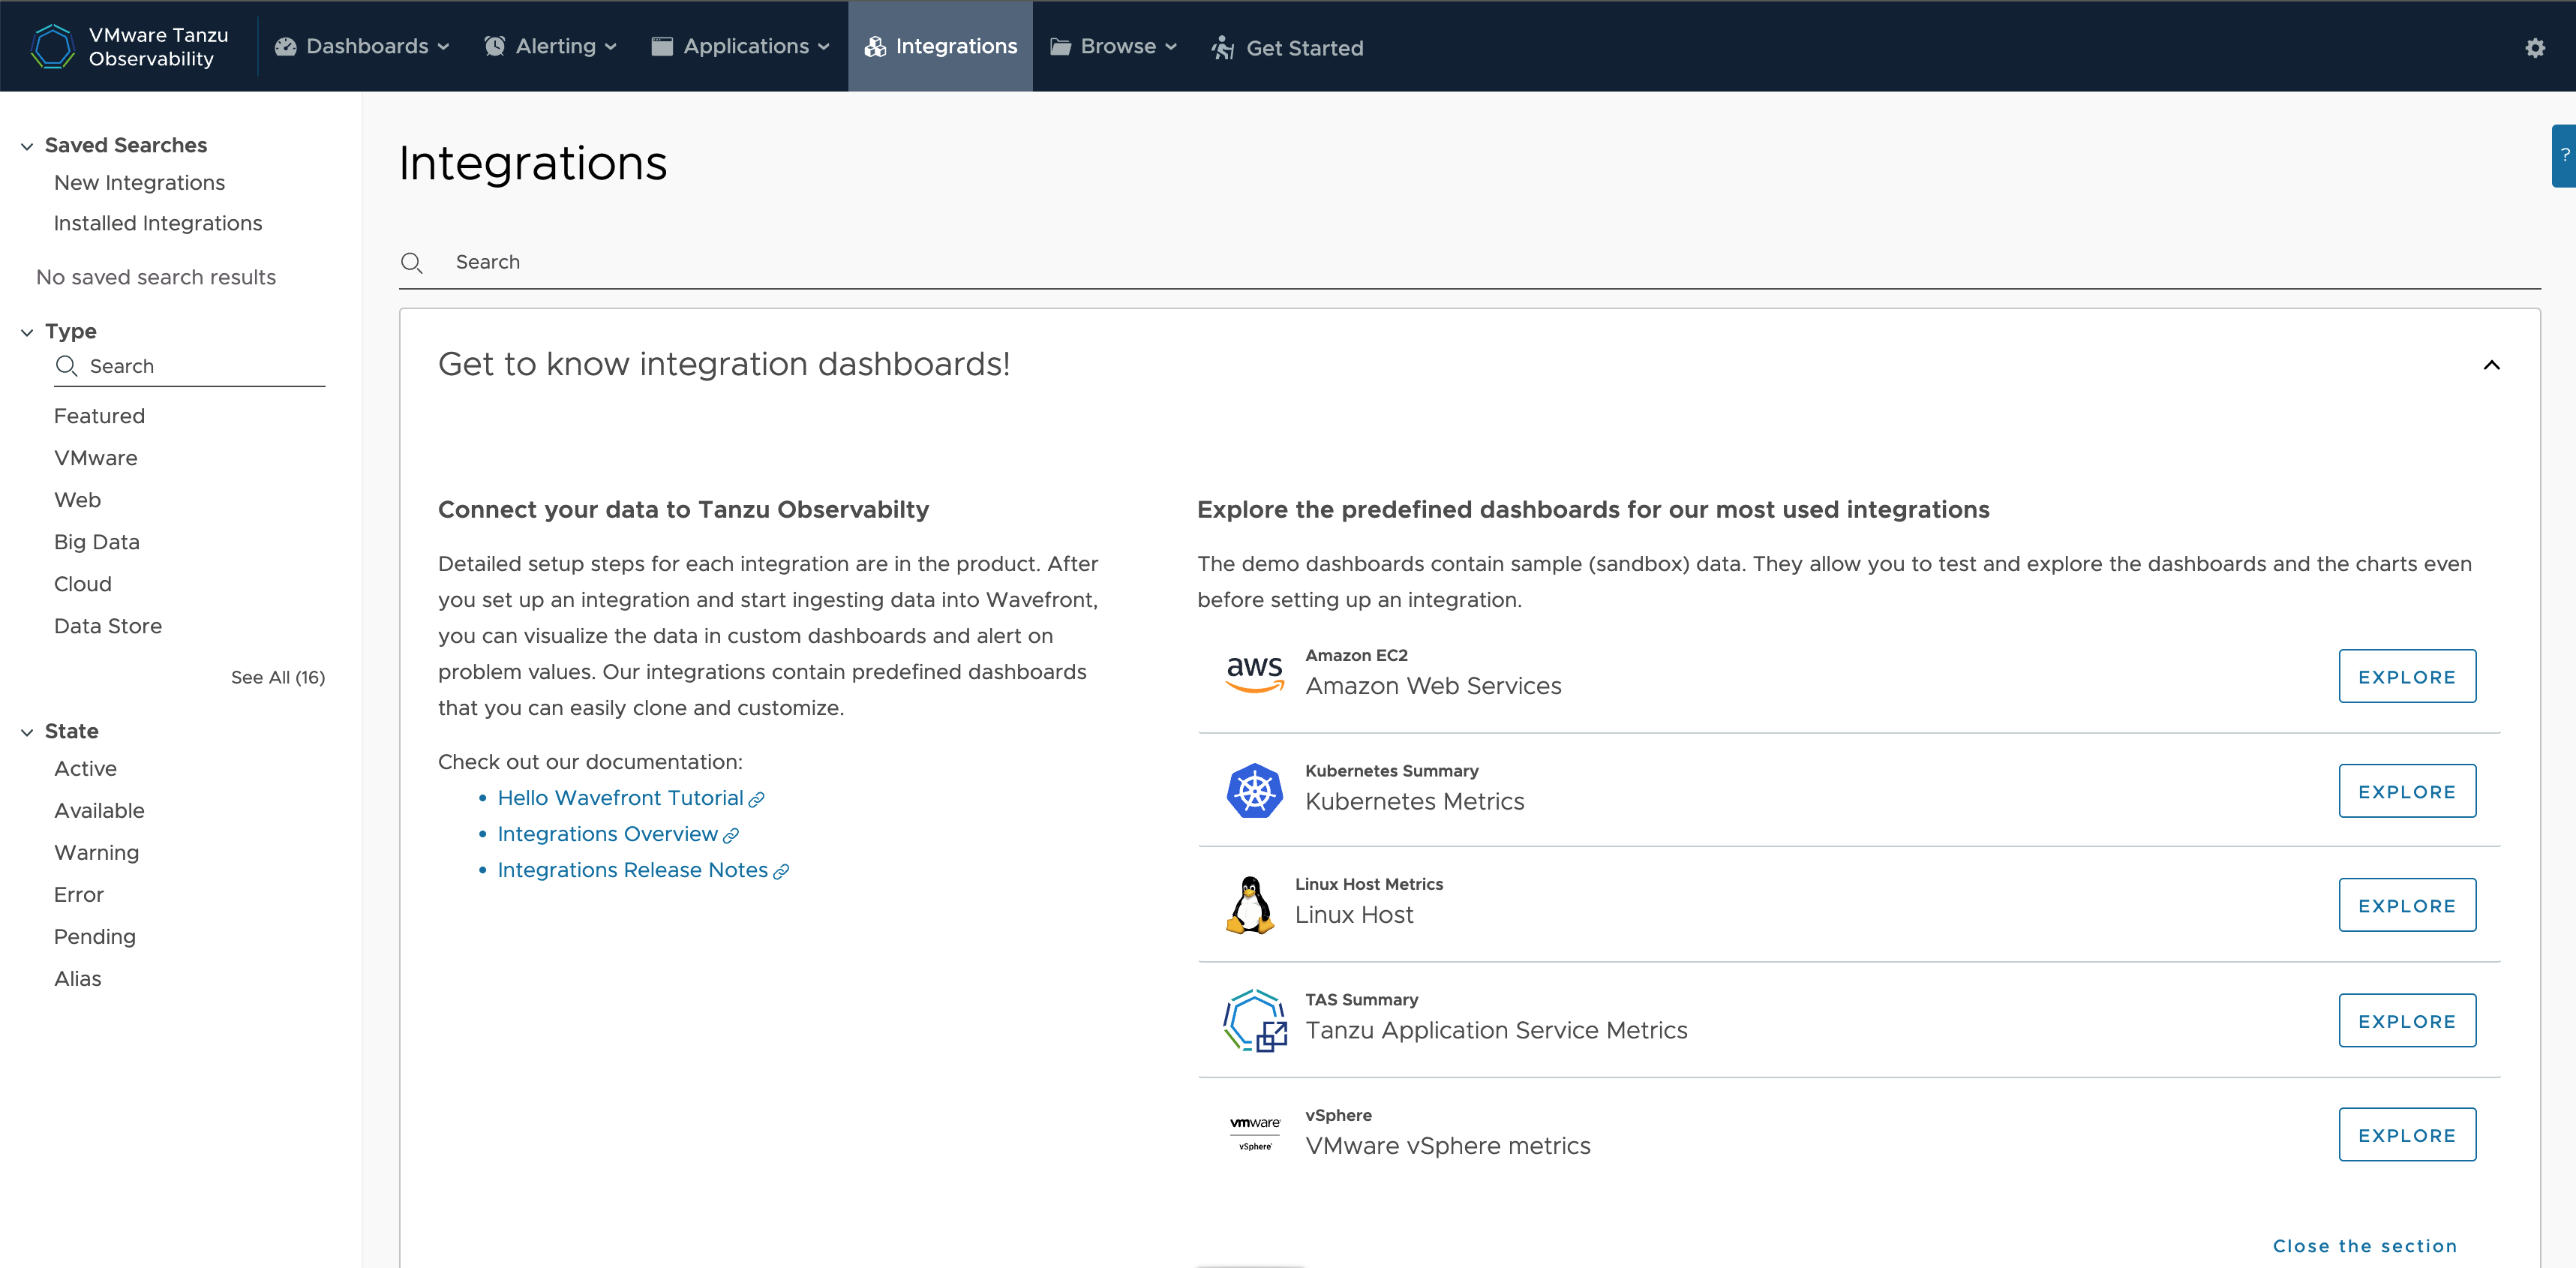 VMware Tanzu
Observability
Dashboards
Alerting
Applications
Integrations
Browse
Get Started
Saved Searches
New Integrations
Installed Integrations
No saved search results
Type
Search
Featured
VMware
Web
Big Data
Cloud
Data Store
See All (16)
State
Active
Available
Warning
Error
Pending
Alias
Integrations
?
Search
Get to know integration dashboards!
Connect your data to Tanzu Observabilty
Detailed setup steps for each integration are in the product. After
you set up an integration and start ingesting data into Wavefront,
you can visualize the data in custom dashboards and alert on
problem values. Our integrations contain predefined dashboards
that you can easily clone and customize.
Check out our documentation:
• Hello Wavefront Tutorial
• Integrations Overview
• Integrations Release Notes
Explore the predefined dashboards for our most used integrations
The demo dashboards contain sample (sandbox) data. They allow you to test and explore the dashboards and the charts even
before setting up an integration.
aws
Amazon EC2
Amazon Web Services
EXPLORE
Kubernetes Summary
Kubernetes Metrics
EXPLORE
Linux Host Metrics
Linux Host
EXPLORE
TAS Summary
Tanzu Application Service Metrics
EXPLORE
vmware
vSphere
vSphere
VMware vSphere metrics
EXPLORE
Close the section